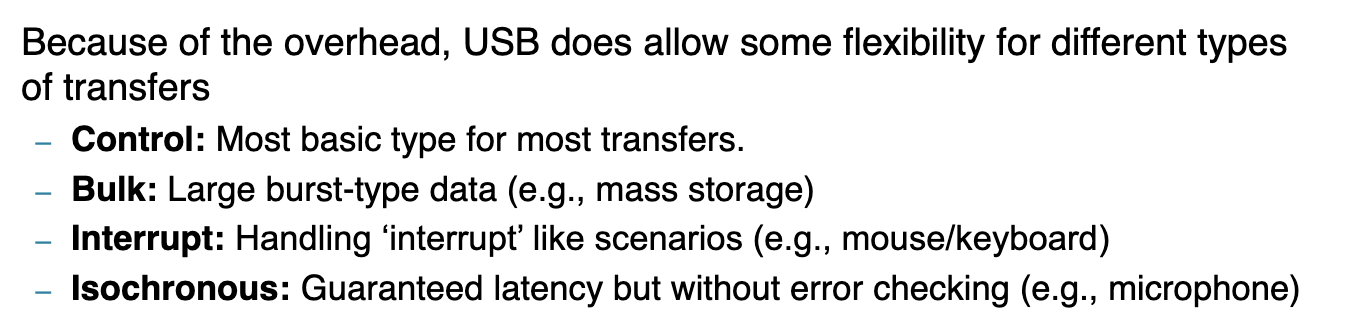 Because of the overhead, USB does allow some flexibility for different types
of transfers
– Control: Most basic type for most transfers.
– Bulk: Large burst-type data (e.g., mass storage)
– Interrupt: Handling ‘interrupt’ like scenarios (e.g., mouse/keyboard)
– Isochronous: Guaranteed latency but without error checking (e.g., microphone)